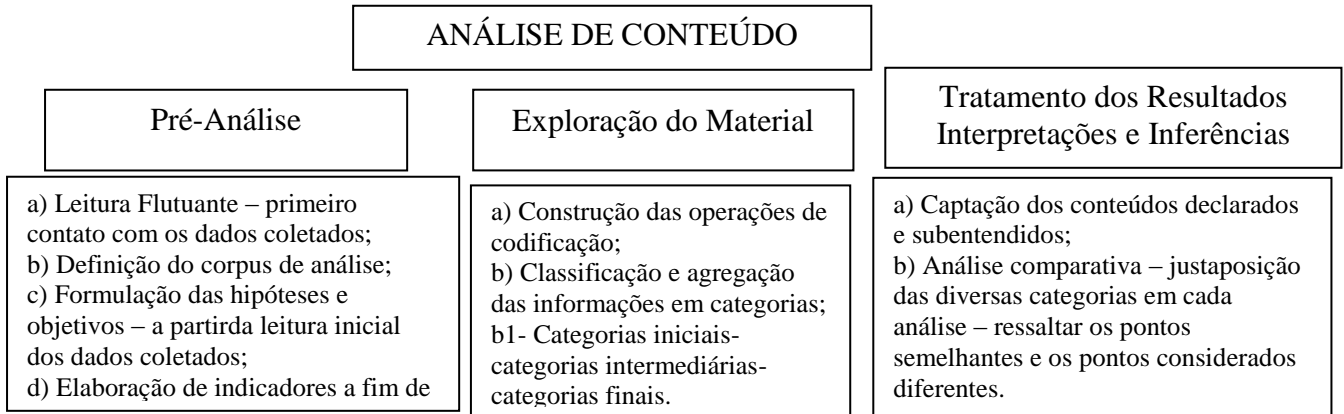 ANÁLISE DE CONTEÚDO
Pré-Análise
a) Leitura Flutuante – primeiro
contato com os dados coletados;
b) Definição do corpus de análise;
c) Formulação das hipóteses e
objetivos – a partirda leitura inicial
dos dados coletados;
d) Elaboração de indicadores a fim de
Exploração do Material
a) Construção das operações de
codificação;
b) Classificação e agregação
das informações em categorias;
b1- Categorias iniciais-
categorias intermediárias-
categorias finais.
Tratamento dos Resultados
Interpretações e Inferências
a) Captação dos conteúdos declarados
e subentendidos;
b) Análise comparativa – justaposição
das diversas categorias em cada
análise – ressaltar os pontos
semelhantes e os pontos considerados
diferentes.